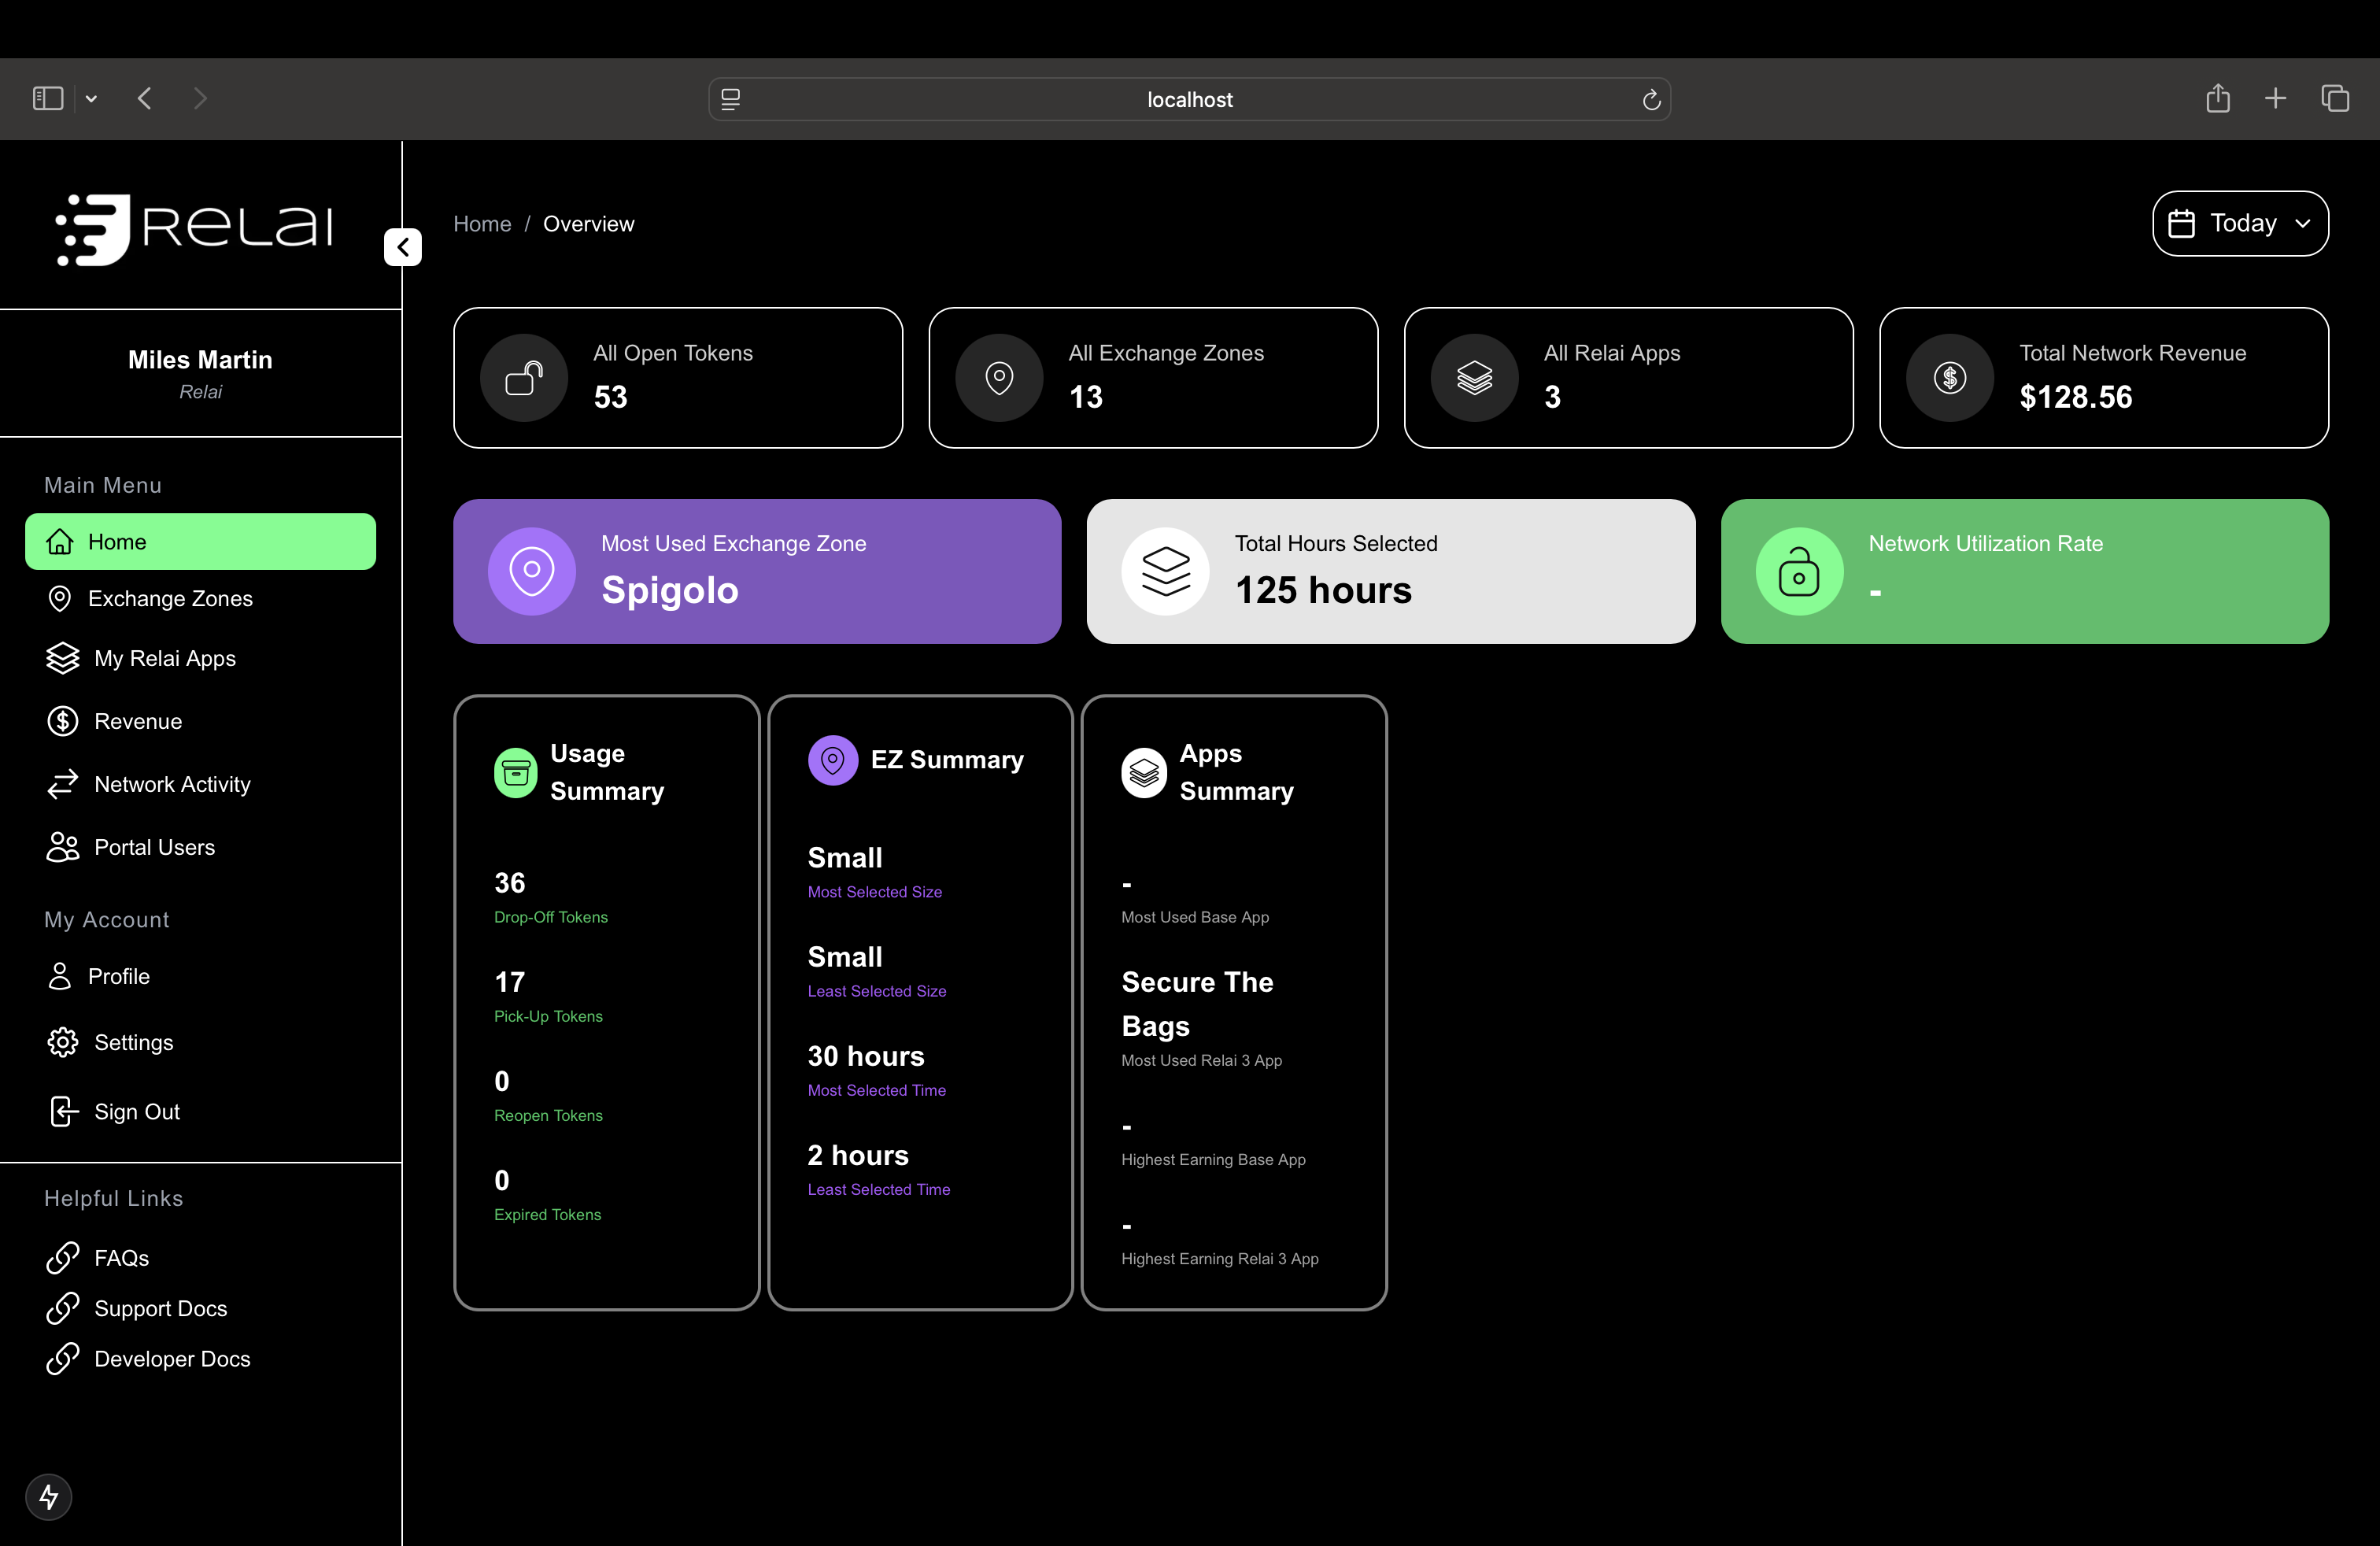 localhost
RELAI
Home / Overview
Today
Miles Martin
Relai
Main Menu
Home
Exchange Zones
My Relai Apps
Revenue
Network Activity
Portal Users
My Account
Profile
Settings
Sign Out
Helpful Links
FAQs
Support Docs
Developer Docs
All Open Tokens
53
All Exchange Zones
13
All Relai Apps
3
Total Network Revenue
$128.56
Most Used Exchange Zone
Spigolo
Total Hours Selected
125 hours
Network Utilization Rate
-
Usage
Summary
36
Drop-Off Tokens
17
Pick-Up Tokens
0
Reopen Tokens
0
Expired Tokens
EZ Summary
Small
Most Selected Size
Small
Least Selected Size
30 hours
Most Selected Time
2 hours
Least Selected Time
Apps
Summary
-
Most Used Base App
Secure The
Bags
Most Used Relai 3 App
-
Highest Earning Base App
-
Highest Earning Relai 3 App